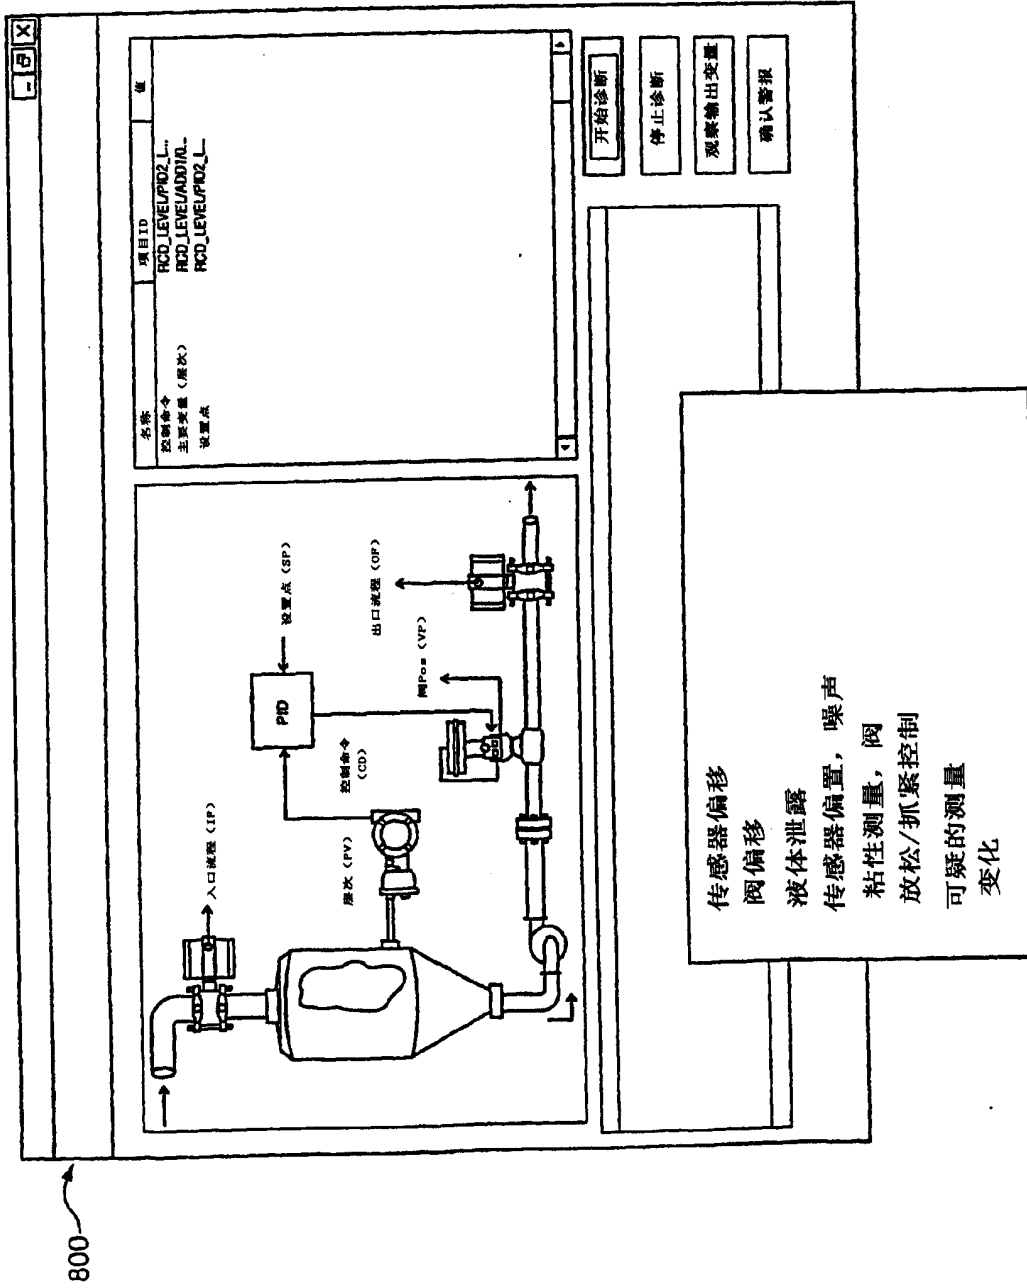 800
入口流程（IF）
层次（PV）
控制命令
（CD）
PID
设置点（SP）
阀Pos（VP）
出口流程（OF）
名称 项目ID 值
控制命令 RCD_LEVEL/PID2_L...
主要变量（层次） RCD_LEVEL/ADD1/O...
设置点 RCD_LEVEL/PID2_L...
开始诊断
停止诊断
观察输出变量
确认警报
传感器偏移
阀偏移
液体泄露
传感器偏置，噪声
粘性测量，阀
放松/抓紧控制
可疑的测量
变化